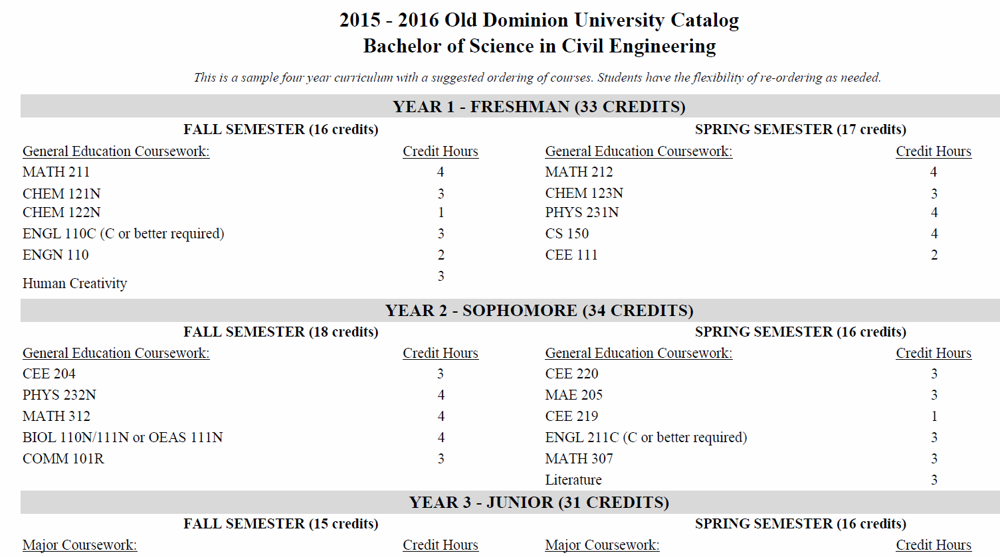 2015 - 2016 Old Dominion University Catalog
Bachelor of Science in Civil Engineering
This is a sample four year curriculum with a suggested ordering of courses. Students have the flexibility of re-ordering as needed.
YEAR 1 - FRESHMAN (33 CREDITS)
FALL SEMESTER (16 credits) SPRING SEMESTER (17 credits)
General Education Coursework: Credit Hours General Education Coursework: Credit Hours
MATH 211 4 MATH 212 4
CHEM 121N 3 CHEM 123N 3
CHEM 122N 1 PHYS 231N 4
ENGL 110C (C or better required) 3 CS 150 4
ENGN 110 2 CEE 111 2
Human Creativity 3
YEAR 2 - SOPHOMORE (34 CREDITS)
FALL SEMESTER (18 credits) SPRING SEMESTER (16 credits)
General Education Coursework: Credit Hours General Education Coursework: Credit Hours
CEE 204 3 CEE 220 3
PHYS 232N 4 MAE 205 3
MATH 312 4 CEE 219 1
BIOL 110N/111N or OEAS 111N 4 ENGL 211C (C or better required) 3
COMM 101R 3 MATH 307 3
Literature 3
YEAR 3 - JUNIOR (31 CREDITS)
FALL SEMESTER (15 credits) SPRING SEMESTER (16 credits)
Major Coursework: Credit Hours Major Coursework: Credit Hours